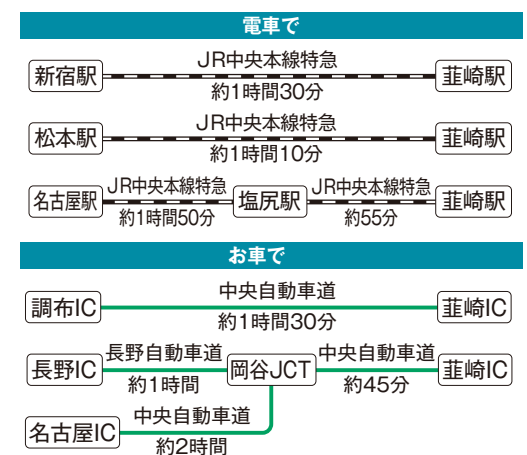 電車で
新宿駅 JR中央本線特急 約1時間30分 韮崎駅
松本駅 JR中央本線特急 約1時間10分 韮崎駅
名古屋駅 JR中央本線特急 約1時間50分 塩尻駅 JR中央本線特急 約55分 韮崎駅
お車で
調布IC 中央自動車道 約1時間30分 韮崎IC
長野IC 長野自動車道 約1時間 岡谷JCT 中央自動車道 約45分 韮崎IC
名古屋IC 中央自動車道 約2時間